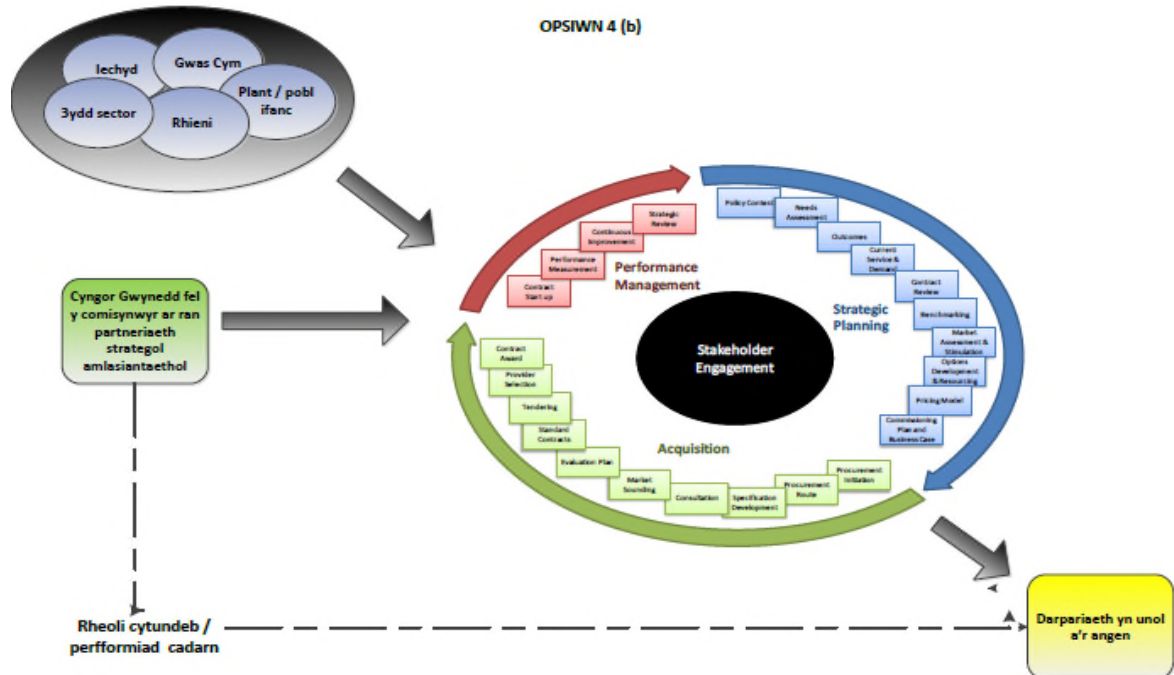 OPSIWN 4 (b)
Iechyd
Gwas Cym
3ydd sector
Rhieni
Plant / pobl
ifanc
Cyngor Gwynedd fel
y comisynwyr ar ran
partneriaeth
strategol
amlasiantaethol
Rheoli cytundeb /
perfformiad cadarn
Darpariaeth yn unol
a'r angen
Stakeholder
Engagement
Performance
Management
Contract
Start up
Performance
Measurement
Continuous
Improvement
Strategic
Review
Strategic
Planning
Policy Context
Needs
Assessment
Outcomes
Current
Service &
Demand
Contract
Review
Benchmarking
Market
Assessment &
Stimulation
Options
Development
& Resourcing
Pricing Model
Commissioning
Plan and
Business Case
Acquisition
Procurement
Initiation
Procurement
Route
Specification
Development
Consultation
Market
Sounding
Evaluation Plan
Standard
Contracts
Tendering
Provider
Selection
Contract
Award